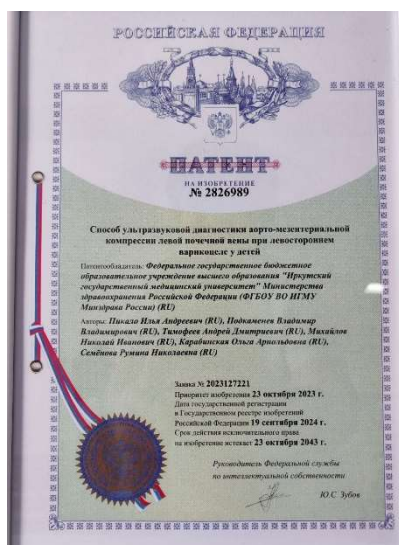 РОССИЙСКАЯ ФЕДЕРАЦИЯ
ПАТЕНТ
НА ИЗОБРЕТЕНИЕ
№ 2826989
Способ ультразвуковой диагностики аорто-мезентериальной
компрессии левой почечной вены при левостороннем
варикоцеле у детей
Патентообладатель: Федеральное государственное бюджетное
образовательное учреждение высшего образования "Иркутский
государственный медицинский университет" Министерства
здравоохранения Российской Федерации (ФГБОУ ВО ИГМУ
Минздрава России) (RU)
Авторы: Пикало Илья Андреевич (RU), Подкаменев Владимир
Владимирович (RU), Тимофеев Андрей Дмитриевич (RU), Михайлов
Николай Иванович (RU), Карабинская Ольга Арнольдовна (RU),
Семёнова Румина Николаевна (RU)
Заявка № 2023127221
Приоритет изобретения 23 октября 2023 г.
Дата государственной регистрации
в Государственном реестре изобретений
Российской Федерации 19 сентября 2024 г.
Срок действия исключительного права
на изобретение истекает 23 октября 2043 г.
Руководитель Федеральной службы
по интеллектуальной собственности
Ю.С. Зубов